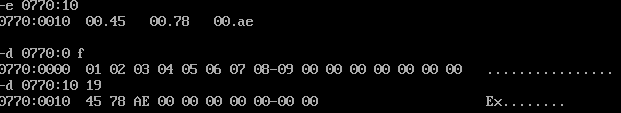 -e 0770:10
0770:0010  00.45   00.78   00.ae

-d 0770:0 f
0770:0000  01 02 03 04 05 06 07 08-09 00 00 00 00 00 00 00   ................
-d 0770:10 19
0770:0010  45 78 AE 00 00 00 00 00-00 00                     Ex........